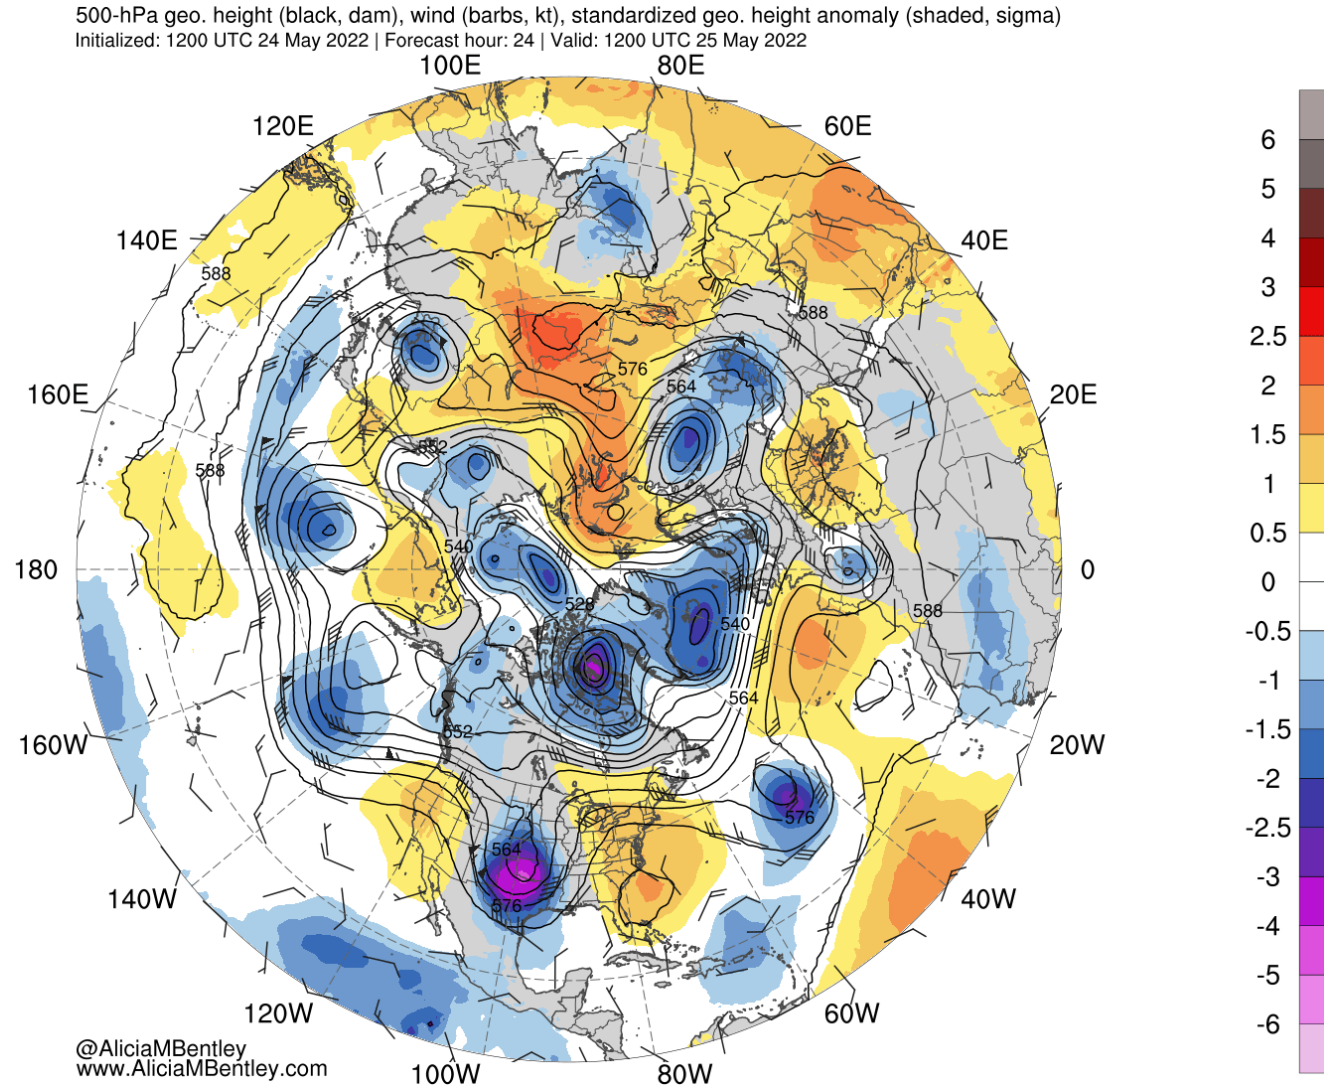 500-hPa geo. height (black, dam), wind (barbs, kt), standardized geo. height anomaly (shaded, sigma)
Initialized: 1200 UTC 24 May 2022 | Forecast hour: 24 | Valid: 1200 UTC 25 May 2022
100E 80E
120E 60E
140E 40E
588
588
576
564
160E 20E
552
588
540
180 0
528
588
540
564
552
160W 20W
576
564
576
140W 40W
120W 60W
100W 80W
6
5
4
3
2.5
2
1.5
1
0.5
0
-0.5
-1
-1.5
-2
-2.5
-3
-4
-5
-6
@AliciaMBentley
www.AliciaMBentley.com